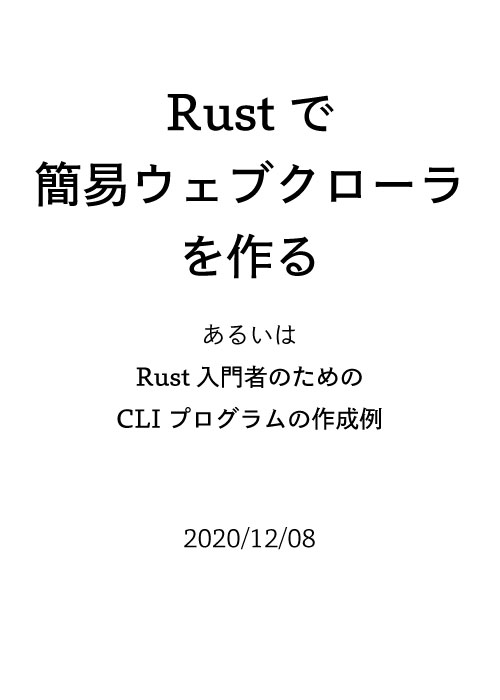 Rust で
簡易ウェブクローラ
を作る
あるいは
Rust 入門者のための
CLI プログラムの作成例
2020/12/08